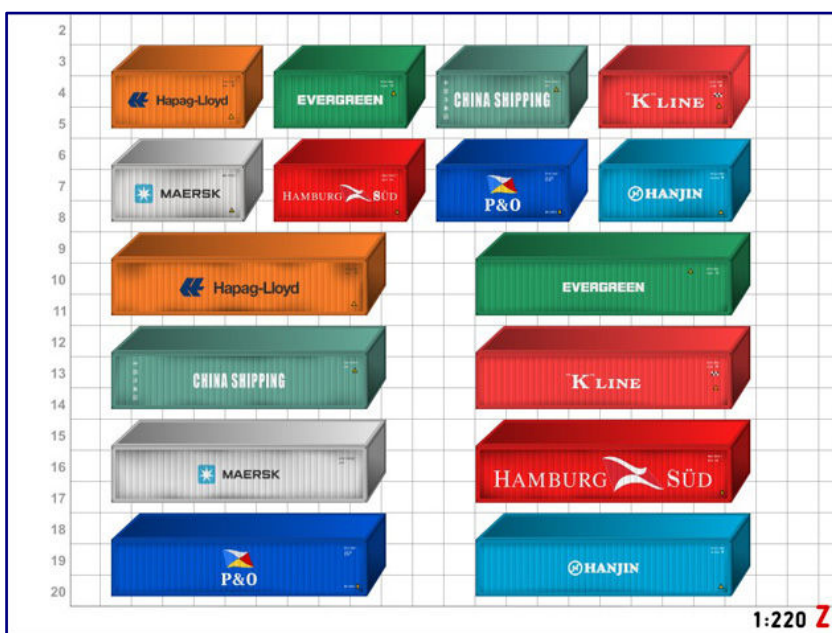 2
3
4
5
6
7
8
9
10
11
12
13
14
15
16
17
18
19
20
Hapag-Lloyd
EVERGREEN
CHINA SHIPPING
"K" LINE
MAERSK
HAMBURG SÜD
P&O
HANJIN
Hapag-Lloyd
EVERGREEN
CHINA SHIPPING
"K" LINE
MAERSK
HAMBURG SÜD
P&O
HANJIN
1:220 Z